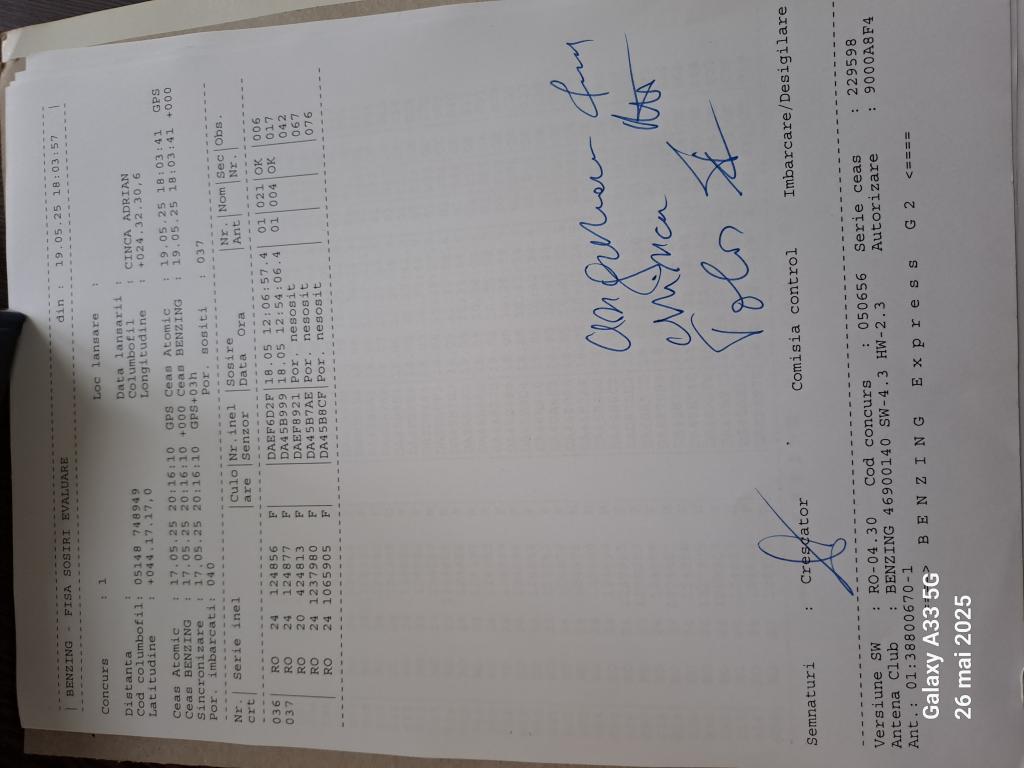 | BENZING - FISA SOSIRI EVALUARE din : 19.05.25 18:03:57 |
Concurs : 1 Loc lansare :
Distanta : Data lansarii :
Cod columbofil: 05148 748949 Columbofil : CINCA ADRIAN
Latitudine : +044.17.17,0 Longitudine : +024.32.30,6
Ceas Atomic : 17.05.25 20:16:10 GPS Ceas Atomic : 19.05.25 18:03:41 GPS
Ceas BENZING : 17.05.25 20:16:10 +000 Ceas BENZING : 19.05.25 18:03:41 +000
Sincronizare : 17.05.25 20:16:10 GPS+03h
Por. imbarcati: 040 Por. sositi : 037
Nr.| Serie inel |Culo|Nr.inel |Sosire |Nr. |Nom|Sec|Obs.
crt |are |Senzor |Data Ora |Ant| |Nr.|
036| RO 24 124856 F |DAEF6D2F|18.05 12:06:57.4| 01|021|OK |006
037| RO 24 124877 F |DA45B999|18.05 12:54:06.4| 01|004|OK |017
| RO 20 424813 F |DAEF8921|Por. nesosit | | | |042
| RO 24 1237980 F |DA45B7AE|Por. nesosit | | | |067
| RO 24 1065905 F |DA45B8CF|Por. nesosit | | | |076
Semnaturi : Crescator , Comisia control Imbarcare/Desigilare
Versiune SW : RO-04.30 Cod concurs : 050656 Serie ceas : 229598
Antena Club : BENZING 46900140 SW-4.3 HW-2.3 Autorizare : 9000A8F4
Ant.: 01:38800670-1
> B E N Z I N G E x p r e s G 2 <====
Galaxy A33 5G
26 mai 2025